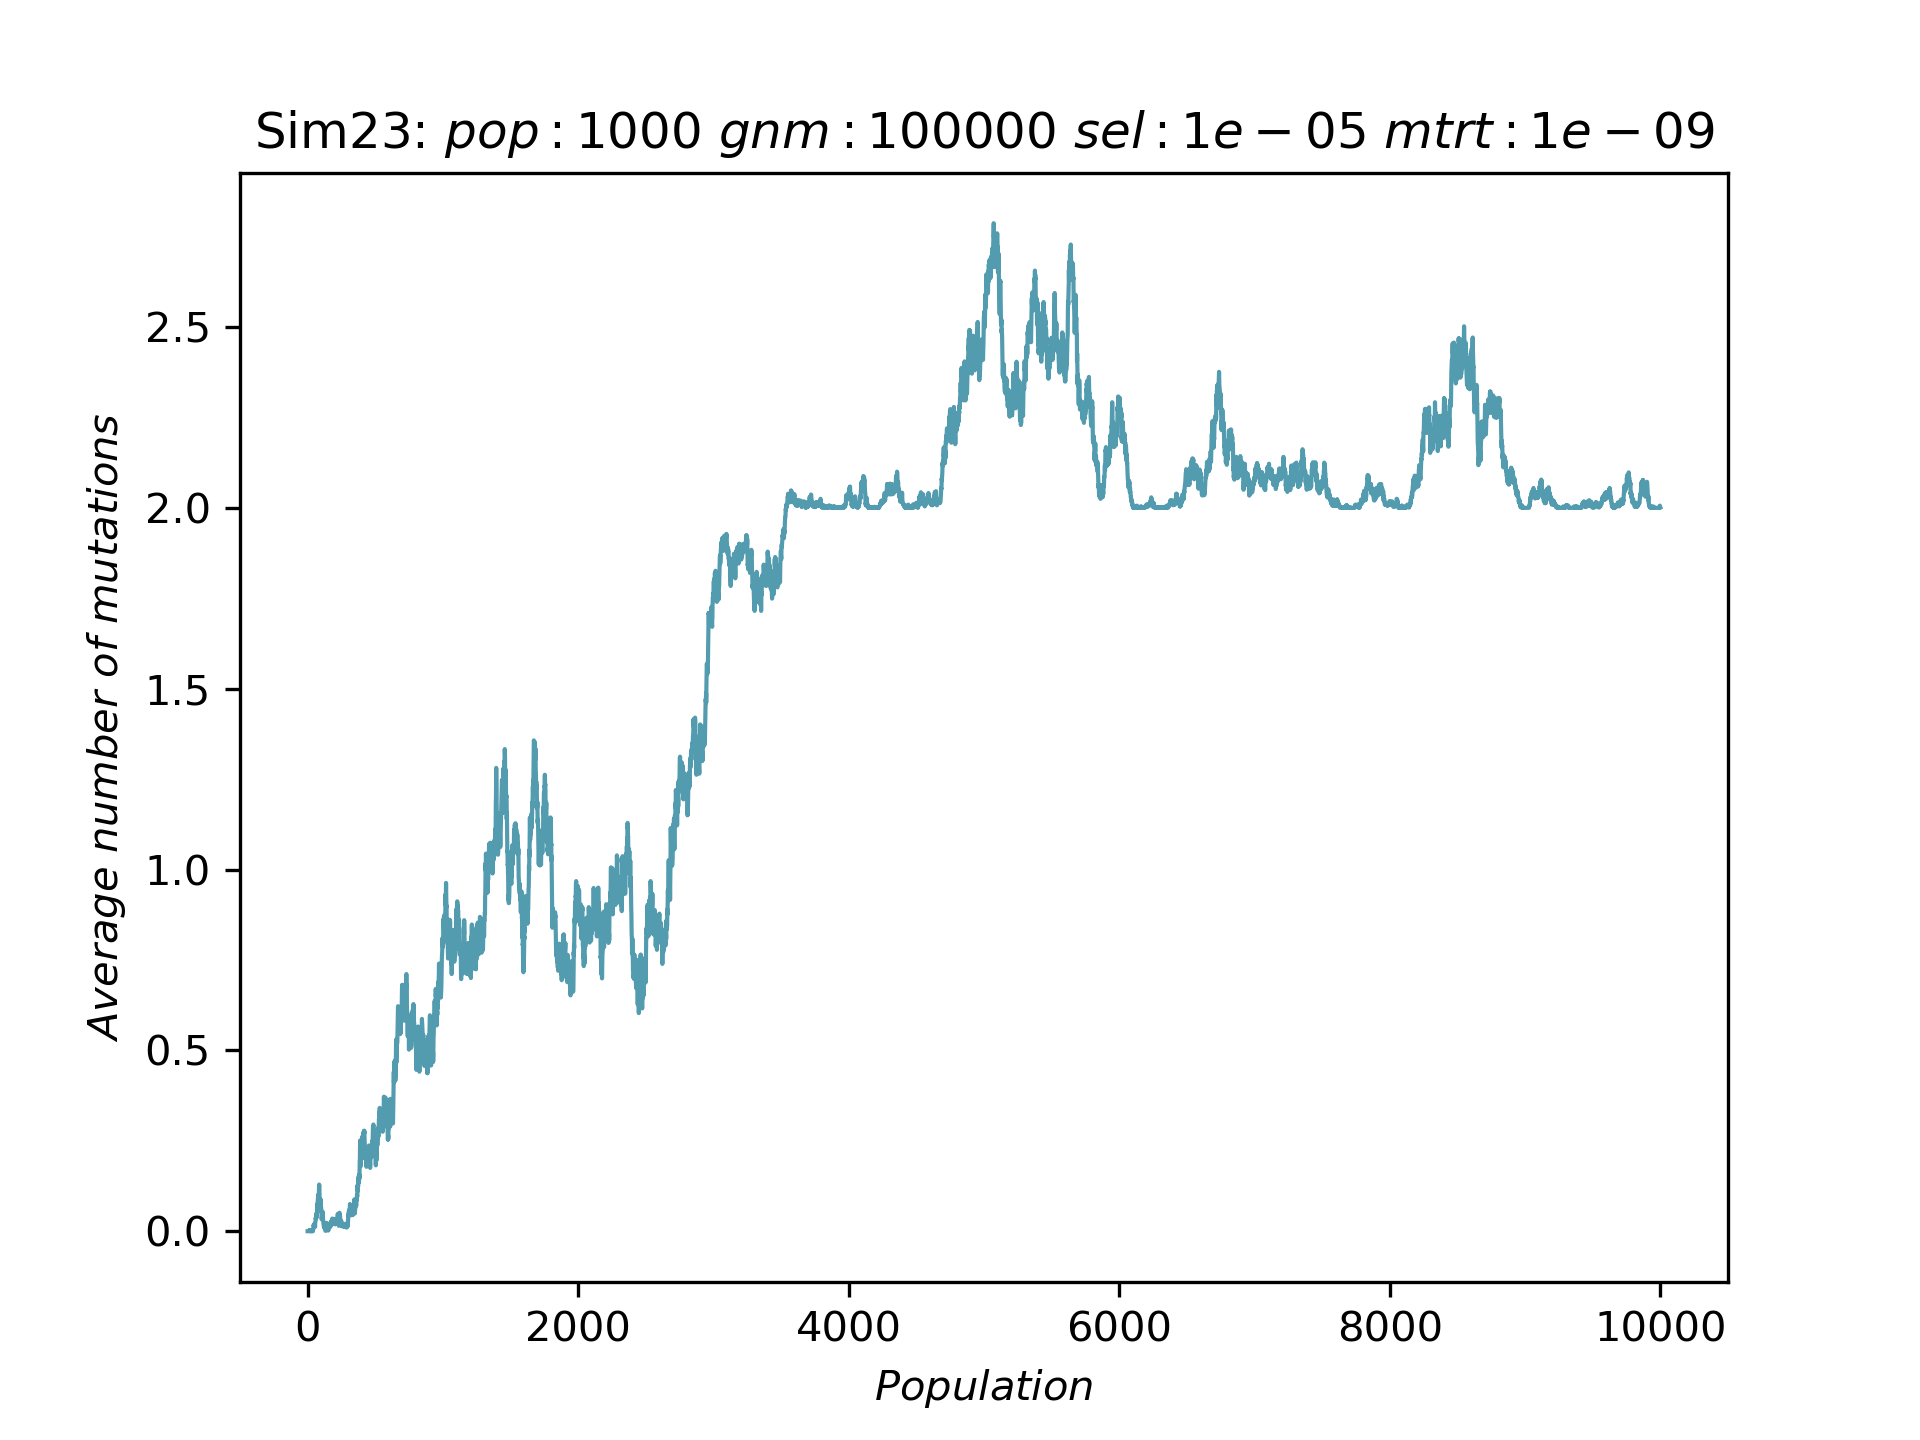 Sim23: pop : 1000 gnm : 100000 sel : 1e − 05 mtrt : 1e − 09
Average number of mutations
2.5
2.0
1.5
1.0
0.5
0.0
0 2000 4000 6000 8000 10000
Population